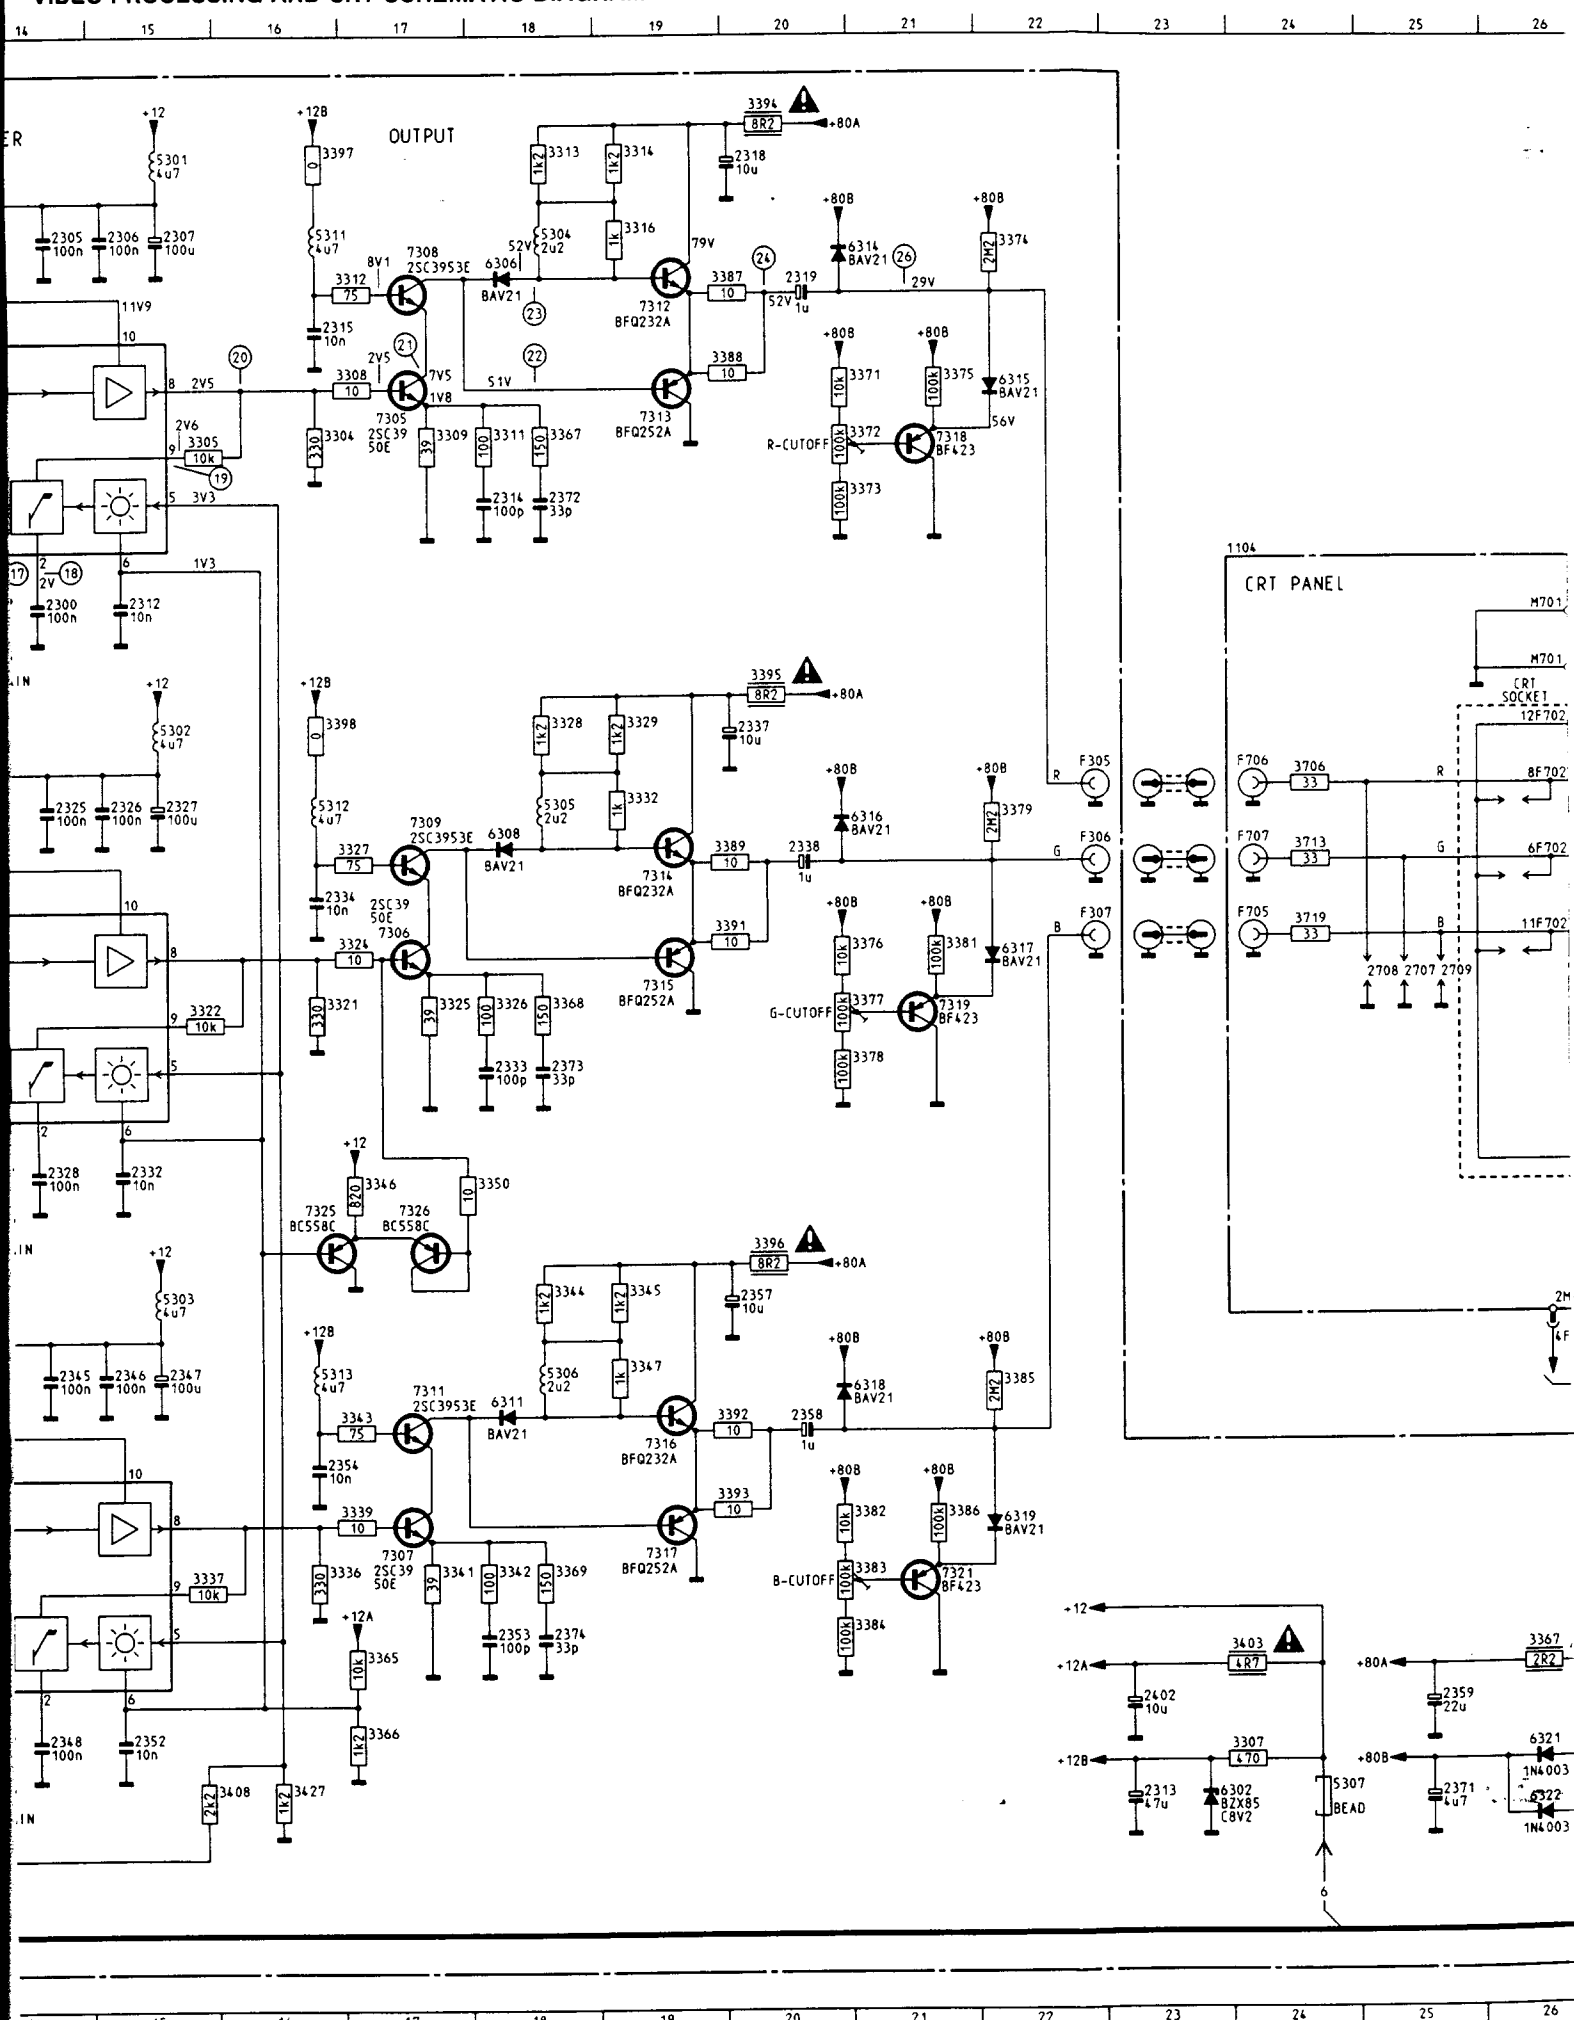 14 15 16 17 18 19 20 21 22 23 24 25 26
ER
OUTPUT
+12
5301
4u7
2305
100n
2306
100n
2307
100u
+12B
3397
0
5311
4u7
3312
75
8V1
7308
2SC3953E
6306
BAV21
52V
23
3313
1k2
3314
1k2
5304
2u2
3316
1k
3394
8R2
+80A
2318
10u
79V
7312
BFQ232A
3387
10
24
52V
2319
1u
+80B
6314
BAV21
26
29V
+80B
3374
2M2
11V9
10
8
2V5
20
2315
10n
3308
10
2V5
21
7V5
1V8
7305
2SC39
50E
51V
22
7313
BFQ252A
3388
10
+80B
3371
10k
+80B
3375
100k
6315
BAV21
56V
2V6
9
3305
10k
19
3304
330
3309
39
3311
100
3367
150
R-CUTOFF
3372
100k
7318
BF423
3373
100k
5
3V3
2314
100p
2372
33p
17
2
2V
18
6
1V3
2300
100n
2312
10n
1104
CRT PANEL
M701
M701
CRT
SOCKET
12F702
.IN
+12
5302
4u7
2325
100n
2326
100n
2327
100u
+12B
3398
0
5312
4u7
3327
75
7309
2SC3953E
6308
BAV21
3328
1k2
3329
1k2
5305
2u2
3332
1k
3395
8R2
+80A
2337
10u
7314
BFQ232A
3389
10
2338
1u
+80B
6316
BAV21
+80B
3379
2M2
R
F305
F706
3706
33
R
8F702
G
F306
F707
3713
33
G
6F702
B
F307
F705
3719
33
B
11F702
2708 2707 2709
10
8
2334
10n
2SC39
50E
7306
3324
10
7315
BFQ252A
3391
10
+80B
3376
10k
+80B
3381
100k
6317
BAV21
9
3322
10k
3321
330
3325
39
3326
100
3368
150
G-CUTOFF
3377
100k
7319
BF423
3378
100k
5
2333
100p
2373
33p
2
6
2328
100n
2332
10n
+12
3346
820
3350
10
7325
BC558C
7326
BC558C
.IN
+12
5303
4u7
2345
100n
2346
100n
2347
100u
+12B
5313
4u7
3343
75
7311
2SC3953E
6311
BAV21
3344
1k2
3345
1k2
5306
2u2
3347
1k
3396
8R2
+80A
2357
10u
7316
BFQ232A
3392
10
2358
1u
+80B
6318
BAV21
+80B
3385
2M2
2M
4F
10
8
2354
10n
3339
10
7307
2SC39
50E
7317
BFQ252A
3393
10
+80B
3382
10k
+80B
3386
100k
6319
BAV21
9
3337
10k
3336
330
3341
39
3342
100
3369
150
B-CUTOFF
3383
100k
7321
BF423
3384
100k
5
+12A
3365
10k
2353
100p
2374
33p
2
6
2348
100n
2352
10n
3366
1k2
3408
2k2
3427
1k2
.IN
+12
+12A
3403
4R7
2402
10u
+12B
3307
470
2313
47u
6302
BZX85
C8V2
5307
BEAD
6
+80A
3367
2R2
2359
22u
+80B
6321
1N4003
2371
4u7
6322
1N4003
17 18 19 20 21 22 23 24 25 26